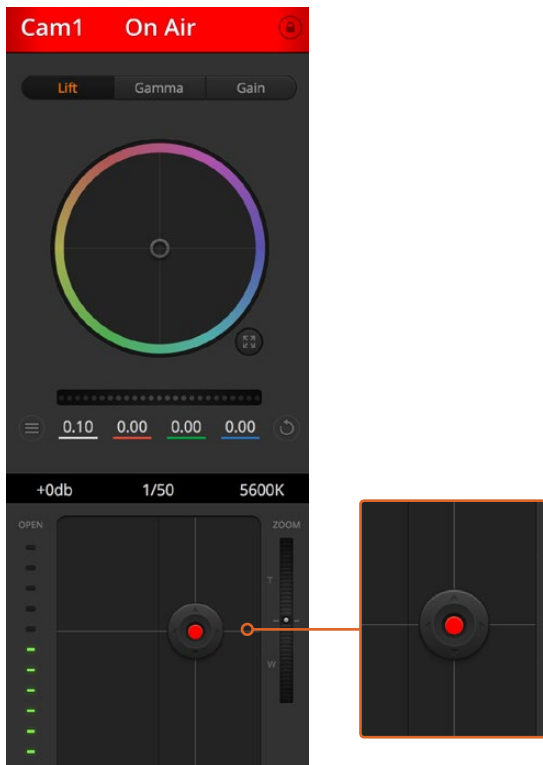 Cam1 On Air
Lift Gamma Gain
0.10 0.00 0.00 0.00
+0db 1/50 5600K
OPEN ZOOM
T
W